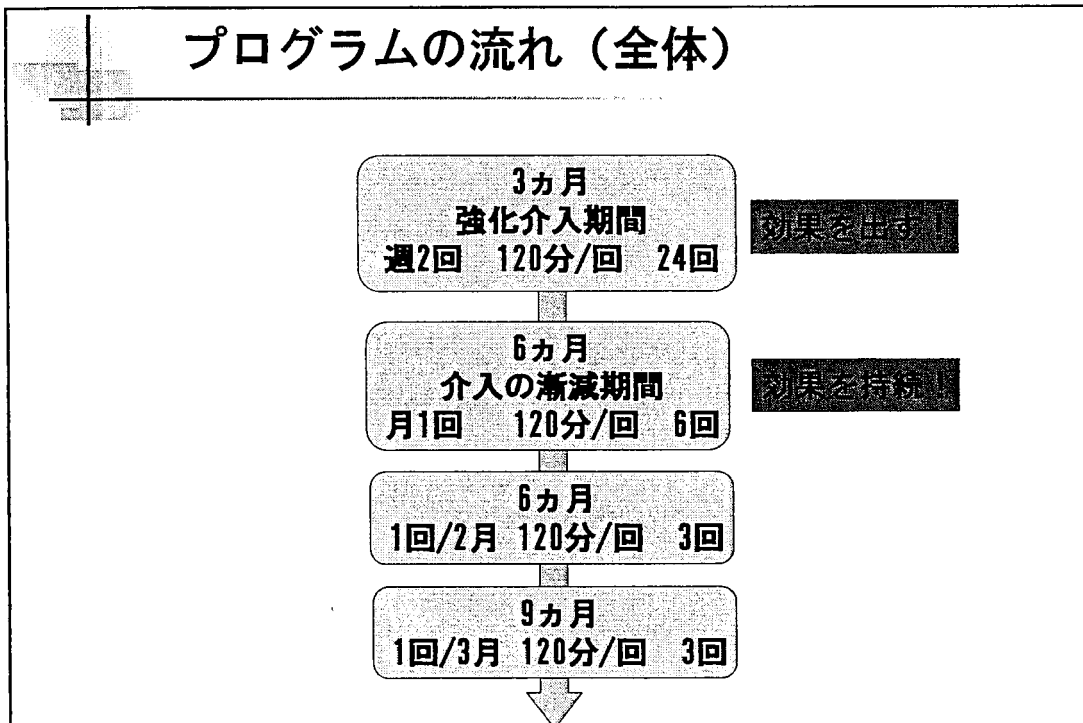 プログラムの流れ（全体）
3ヵ月
強化介入期間
週2回 120分/回 24回
効果を出す！
6ヵ月
介入の漸減期間
月1回 120分/回 6回
効果を持続！
6ヵ月
1回/2月 120分/回 3回
9ヵ月
1回/3月 120分/回 3回